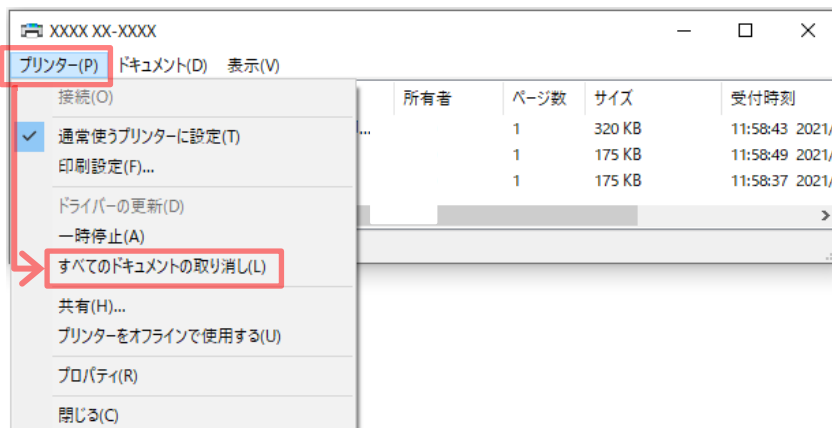 XXXX XX-XXXX
プリンター(P) ドキュメント(D) 表示(V)
接続(O)
通常使うプリンターに設定(T)
印刷設定(F)...
ドライバーの更新(D)
一時停止(A)
すべてのドキュメントの取り消し(L)
共有(H)...
プリンターをオフラインで使用する(U)
プロパティ(R)
閉じる(C)
所有者 ページ数 サイズ 受付時刻
... 1 320 KB 11:58:43 2021/
1 175 KB 11:58:49 2021/
1 175 KB 11:58:37 2021/